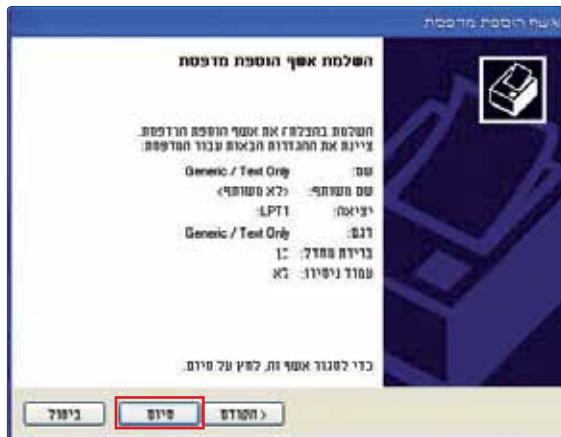 אשף הוספת מדפסת
השלמת אשף הוספת מדפסת
השלמת בהצלחה את אשף הוספת המדפסת.
ציינת את ההגדרות הבאות עבור המדפסת:
שם: Generic / Text Only
שם משותף: <לא משותף>
יציאה: LPT1:
דגם: Generic / Text Only
ברירת מחדל: כן
עמוד ניסיון: לא
כדי לסגור אשף זה, לחץ על סיום.
< הקודם
סיום
ביטול